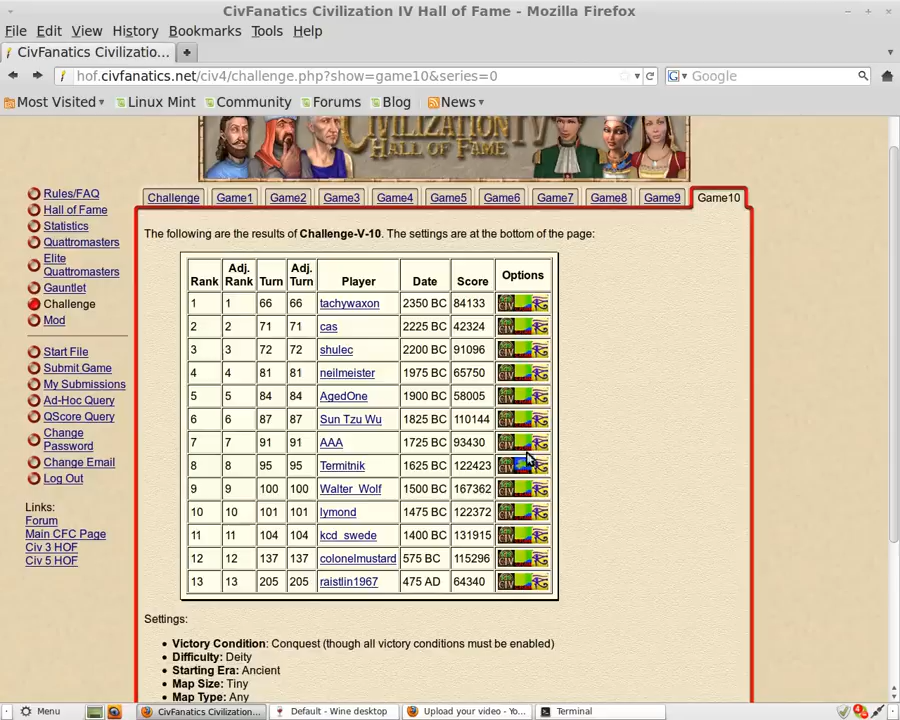 CivFanatics Civilization IV Hall of Fame - Mozilla Firefox
File Edit View History Bookmarks Tools Help
CivFanatics Civilizatio...
hof.civfanatics.net/civ4/challenge.php?show=game10&series=0
Google
Most Visited Linux Mint Community Forums Blog News
CIVILIZATION IV
HALL OF FAME
Rules/FAQ
Hall of Fame
Statistics
Quattromasters
Elite
Quattromasters
Gauntlet
Challenge
Mod
Start File
Submit Game
My Submissions
Ad-Hoc Query
QScore Query
Change
Password
Change Email
Log Out
Links:
Forum
Main CFC Page
Civ 3 HOF
Civ 5 HOF
Challenge Game1 Game2 Game3 Game4 Game5 Game6 Game7 Game8 Game9 Game10
The following are the results of Challenge-V-10. The settings are at the bottom of the page:
Rank Adj. Rank Turn Adj. Turn Player Date Score Options
1 1 66 66 tachywaxon 2350 BC 84133
2 2 71 71 cas 2225 BC 42324
3 3 72 72 shulec 2200 BC 91096
4 4 81 81 neilmeister 1975 BC 65750
5 5 84 84 AgedOne 1900 BC 58005
6 6 87 87 Sun Tzu Wu 1825 BC 110144
7 7 91 91 AAA 1725 BC 93430
8 8 95 95 Termitnik 1625 BC 122423
9 9 100 100 Walter_Wolf 1500 BC 167362
10 10 101 101 lymond 1475 BC 122372
11 11 104 104 kcd_swede 1400 BC 131915
12 12 137 137 colonelmustard 575 BC 115296
13 13 205 205 raistlin1967 475 AD 64340
Settings:
Victory Condition: Conquest (though all victory conditions must be enabled)
Difficulty: Deity
Starting Era: Ancient
Map Size: Tiny
Map Type: Any
Menu CivFanatics Civilization... Default - Wine desktop Upload your video - Yo... Terminal